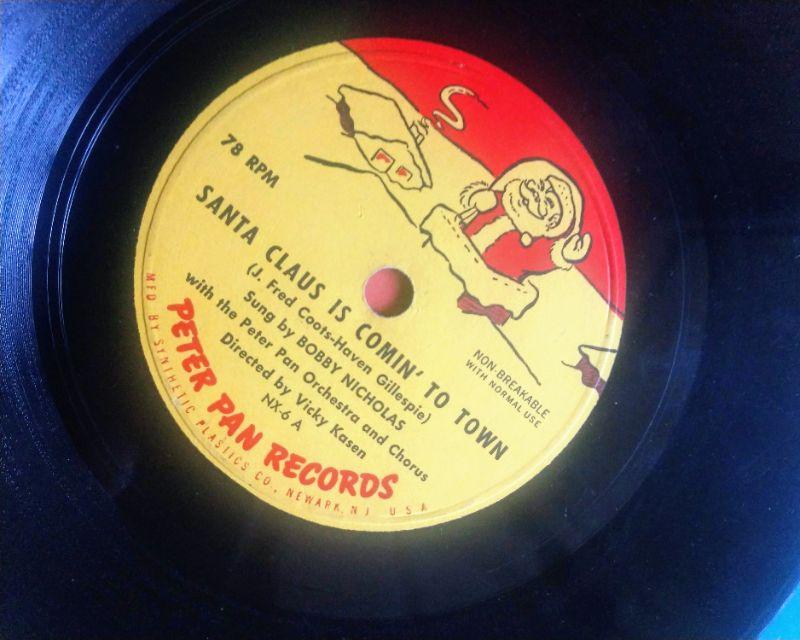 78 RPM
SANTA CLAUS IS COMIN' TO TOWN
(J. Fred Coots-Haven Gillespie)
Sung by BOBBY NICHOLAS
with the Peter Pan Orchestra and Chorus
Directed by Vicky Kasen
NX-6 A
NON-BREAKABLE
WITH NORMAL USE
PETER PAN RECORDS
MFD. BY SYNTHETIC PLASTICS CO., NEWARK, N.J. U S A